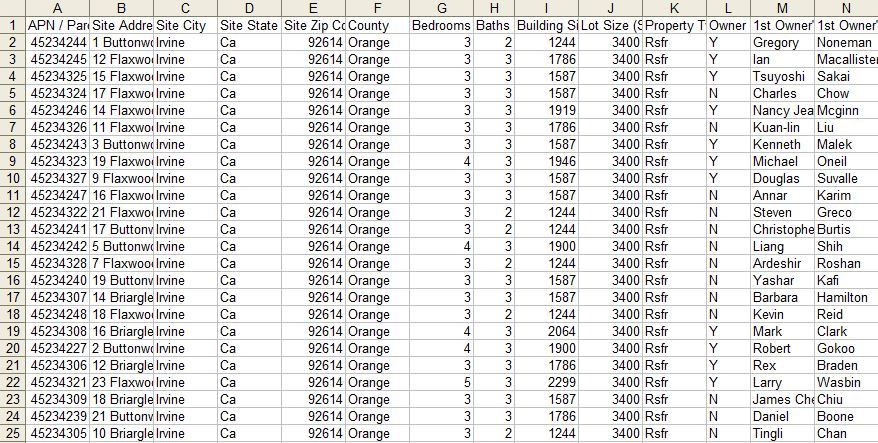 A B C D E F G H I J K L M N
1 APN / Par Site Addre Site City Site State Site Zip Co County Bedrooms Baths Building Si Lot Size (S Property T Owner 1st Owner' 1st Owner'
2 45234244 1 Buttonwo Irvine Ca 92614 Orange 3 2 1244 3400 Rsfr Y Gregory Noneman
3 45234245 12 Flaxwoo Irvine Ca 92614 Orange 3 3 1786 3400 Rsfr Y Ian Macallister
4 45234325 15 Flaxwoo Irvine Ca 92614 Orange 3 3 1587 3400 Rsfr Y Tsuyoshi Sakai
5 45234324 17 Flaxwoo Irvine Ca 92614 Orange 3 3 1587 3400 Rsfr N Charles Chow
6 45234246 14 Flaxwoo Irvine Ca 92614 Orange 3 3 1919 3400 Rsfr Y Nancy Jea Mcginn
7 45234326 11 Flaxwoo Irvine Ca 92614 Orange 3 3 1786 3400 Rsfr N Kuan-lin Liu
8 45234243 3 Buttonwo Irvine Ca 92614 Orange 3 3 1587 3400 Rsfr Y Kenneth Malek
9 45234323 19 Flaxwoo Irvine Ca 92614 Orange 4 3 1946 3400 Rsfr Y Michael Oneil
10 45234327 9 Flaxwoo Irvine Ca 92614 Orange 3 3 1587 3400 Rsfr Y Douglas Suvalle
11 45234247 16 Flaxwoo Irvine Ca 92614 Orange 3 3 1587 3400 Rsfr N Annar Karim
12 45234322 21 Flaxwoo Irvine Ca 92614 Orange 3 2 1244 3400 Rsfr N Steven Greco
13 45234241 17 Buttonw Irvine Ca 92614 Orange 3 2 1244 3400 Rsfr N Christophe Burtis
14 45234242 5 Buttonwo Irvine Ca 92614 Orange 4 3 1900 3400 Rsfr N Liang Shih
15 45234328 7 Flaxwoo Irvine Ca 92614 Orange 3 2 1244 3400 Rsfr N Ardeshir Roshan
16 45234240 19 Buttonw Irvine Ca 92614 Orange 3 3 1587 3400 Rsfr N Yashar Kafi
17 45234307 14 Briargle Irvine Ca 92614 Orange 3 3 1587 3400 Rsfr N Barbara Hamilton
18 45234248 18 Flaxwoo Irvine Ca 92614 Orange 3 2 1244 3400 Rsfr N Kevin Reid
19 45234308 16 Briargle Irvine Ca 92614 Orange 4 3 2064 3400 Rsfr Y Mark Clark
20 45234227 2 Buttonwo Irvine Ca 92614 Orange 4 3 1900 3400 Rsfr Y Robert Gokoo
21 45234306 12 Briargle Irvine Ca 92614 Orange 3 3 1786 3400 Rsfr Y Rex Braden
22 45234321 23 Flaxwoo Irvine Ca 92614 Orange 5 3 2299 3400 Rsfr Y Larry Wasbin
23 45234309 18 Briargle Irvine Ca 92614 Orange 3 3 1587 3400 Rsfr N James Che Chiu
24 45234239 21 Buttonw Irvine Ca 92614 Orange 3 3 1786 3400 Rsfr N Daniel Boone
25 45234305 10 Briargle Irvine Ca 92614 Orange 3 2 1244 3400 Rsfr N Tingli Chan